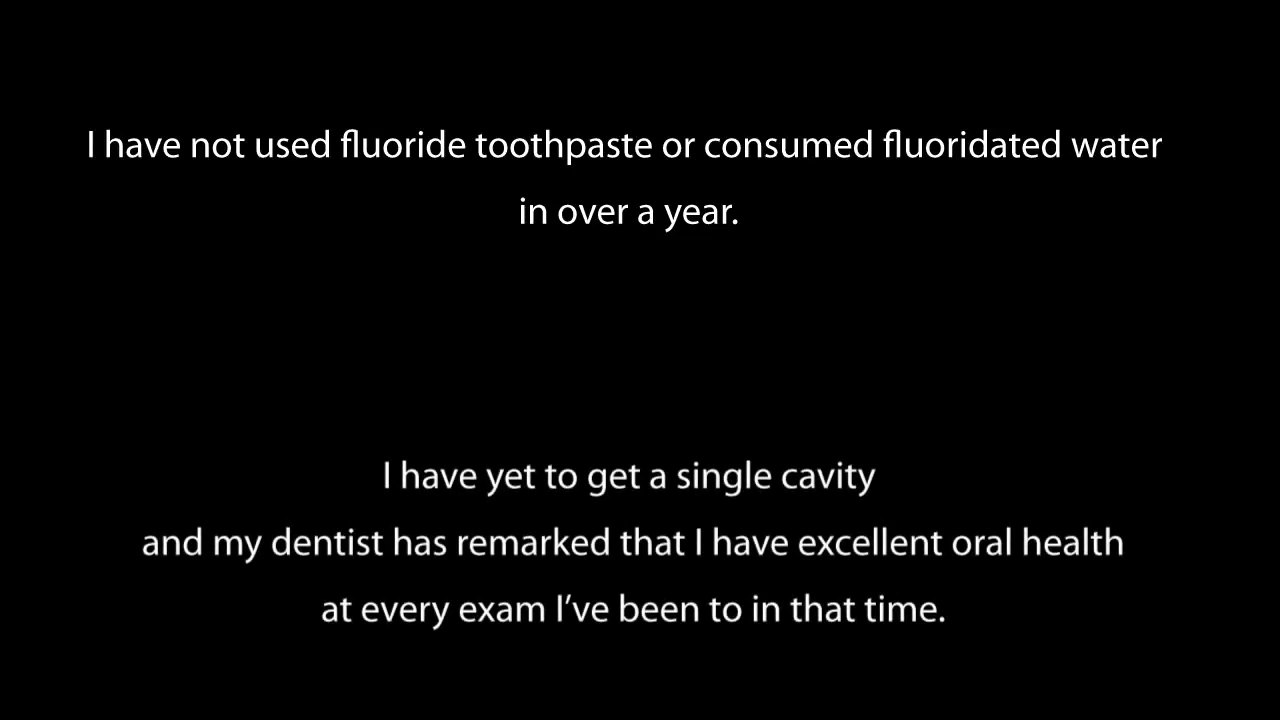 I have not used fluoride toothpaste or consumed fluoridated water
in over a year.
I have yet to get a single cavity
and my dentist has remarked that I have excellent oral health
at every exam I’ve been to in that time.